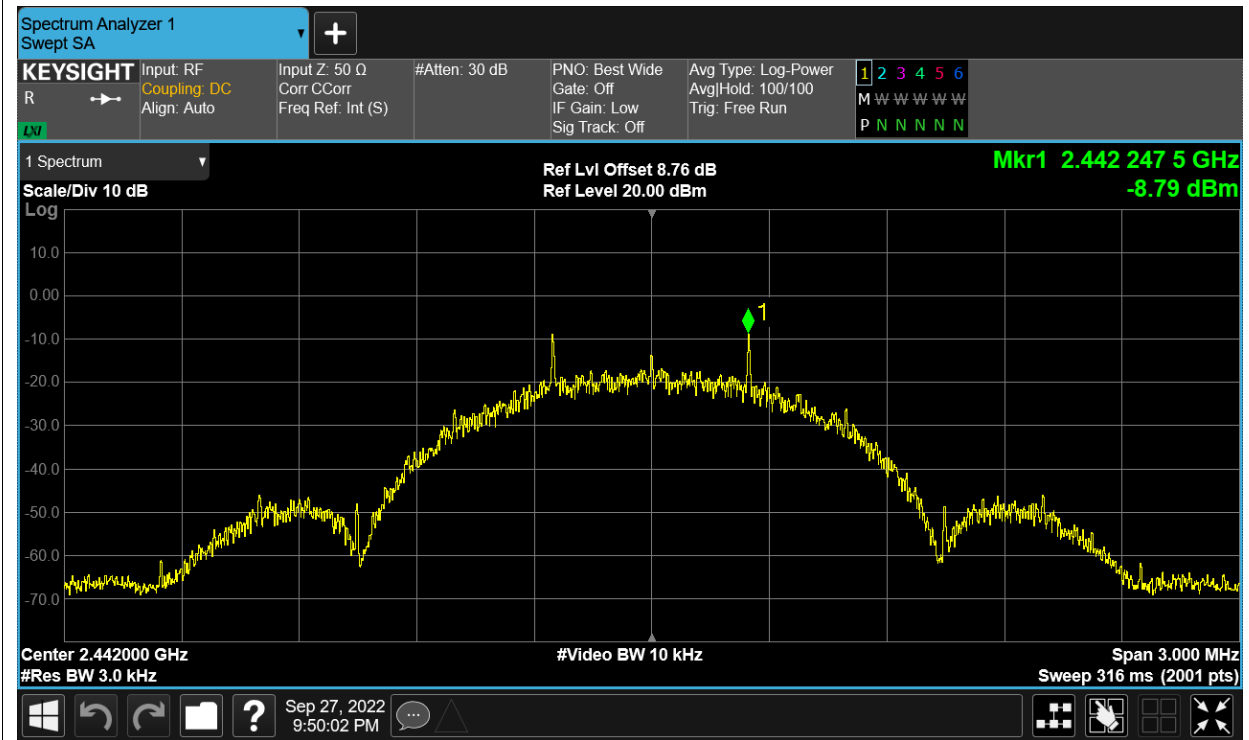 Spectrum Analyzer 1
Swept SA
KEYSIGHT
R
LXI
Input: RF
Coupling: DC
Align: Auto
Input Z: 50 Ω
Corr CCorr
Freq Ref: Int (S)
#Atten: 30 dB
PNO: Best Wide
Gate: Off
IF Gain: Low
Sig Track: Off
Avg Type: Log-Power
Avg|Hold: 100/100
Trig: Free Run
1 2 3 4 5 6
M W W W W W
P N N N N N
1 Spectrum
Scale/Div 10 dB
Ref Lvl Offset 8.76 dB
Ref Level 20.00 dBm
Mkr1 2.442 247 5 GHz
-8.79 dBm
Log
10.0
0.00
-10.0
-20.0
-30.0
-40.0
-50.0
-60.0
-70.0
1
Center 2.442000 GHz
#Res BW 3.0 kHz
#Video BW 10 kHz
Span 3.000 MHz
Sweep 316 ms (2001 pts)
?
Sep 27, 2022
9:50:02 PM